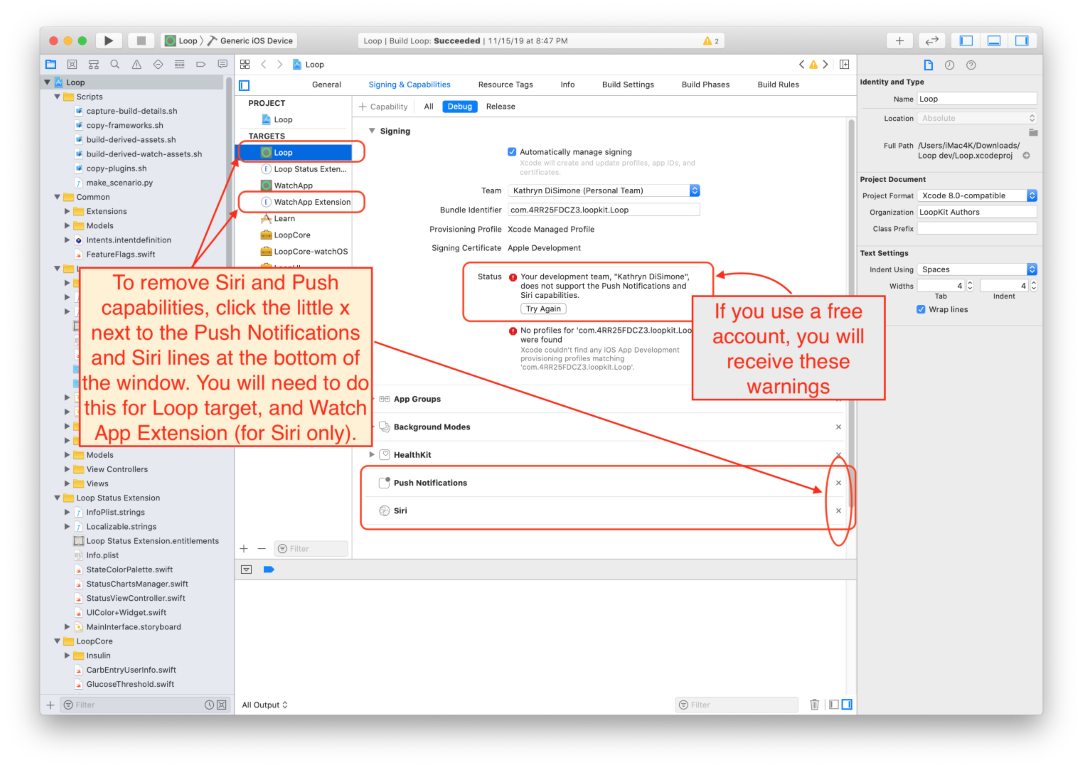 Loop
Generic iOS Device
Loop | Build Loop: Succeeded | 11/15/19 at 8:47 PM
2
Loop
Loop
Scripts
capture-build-details.sh
copy-frameworks.sh
build-derived-assets.sh
build-derived-watch-assets.sh
copy-plugins.sh
make_scenario.py
Common
Extensions
Models
Intents.intentdefinition
FeatureFlags.swift
Models
View Controllers
Views
Loop Status Extension
InfoPlist.strings
Localizable.strings
Loop Status Extension.entitlements
Info.plist
StateColorPalette.swift
StatusChartsManager.swift
StatusViewController.swift
UIColor+Widget.swift
MainInterface.storyboard
LoopCore
Insulin
CarbEntryUserInfo.swift
GlucoseThreshold.swift
Filter
General
Signing & Capabilities
Resource Tags
Info
Build Settings
Build Phases
Build Rules
PROJECT
Loop
TARGETS
Loop
Loop Status Exten...
WatchApp
WatchApp Extension
Learn
LoopCore
LoopCore-watchOS
Filter
+ Capability
All
Debug
Release
Signing
Automatically manage signing
Xcode will create and update profiles, app IDs, and
certificates.
Team
Kathryn DiSimone (Personal Team)
Bundle Identifier
com.4RR25FDCZ3.loopkit.Loop
Provisioning Profile
Xcode Managed Profile
Signing Certificate
Apple Development
Status
Your development team, "Kathryn DiSimone",
does not support the Push Notifications and
Siri capabilities.
Try Again
No profiles for 'com.4RR25FDCZ3.loopkit.Loo
were found
Xcode couldn't find any iOS App Development
provisioning profiles matching
'com.4RR25FDCZ3.loopkit.Loop'.
App Groups
Background Modes
HealthKit
Push Notifications
Siri
To remove Siri and Push
capabilities, click the little x
next to the Push Notifications
and Siri lines at the bottom of
the window. You will need to do
this for Loop target, and Watch
App Extension (for Siri only).
If you use a free
account, you will
receive these
warnings
All Output
Filter
Identity and Type
Name
Loop
Location
Absolute
Full Path
/Users/iMac4K/Downloads/
Loop dev/Loop.xcodeproj
Project Document
Project Format
Xcode 8.0-compatible
Organization
LoopKit Authors
Class Prefix
Text Settings
Indent Using
Spaces
Widths
4
4
Tab
Indent
Wrap lines